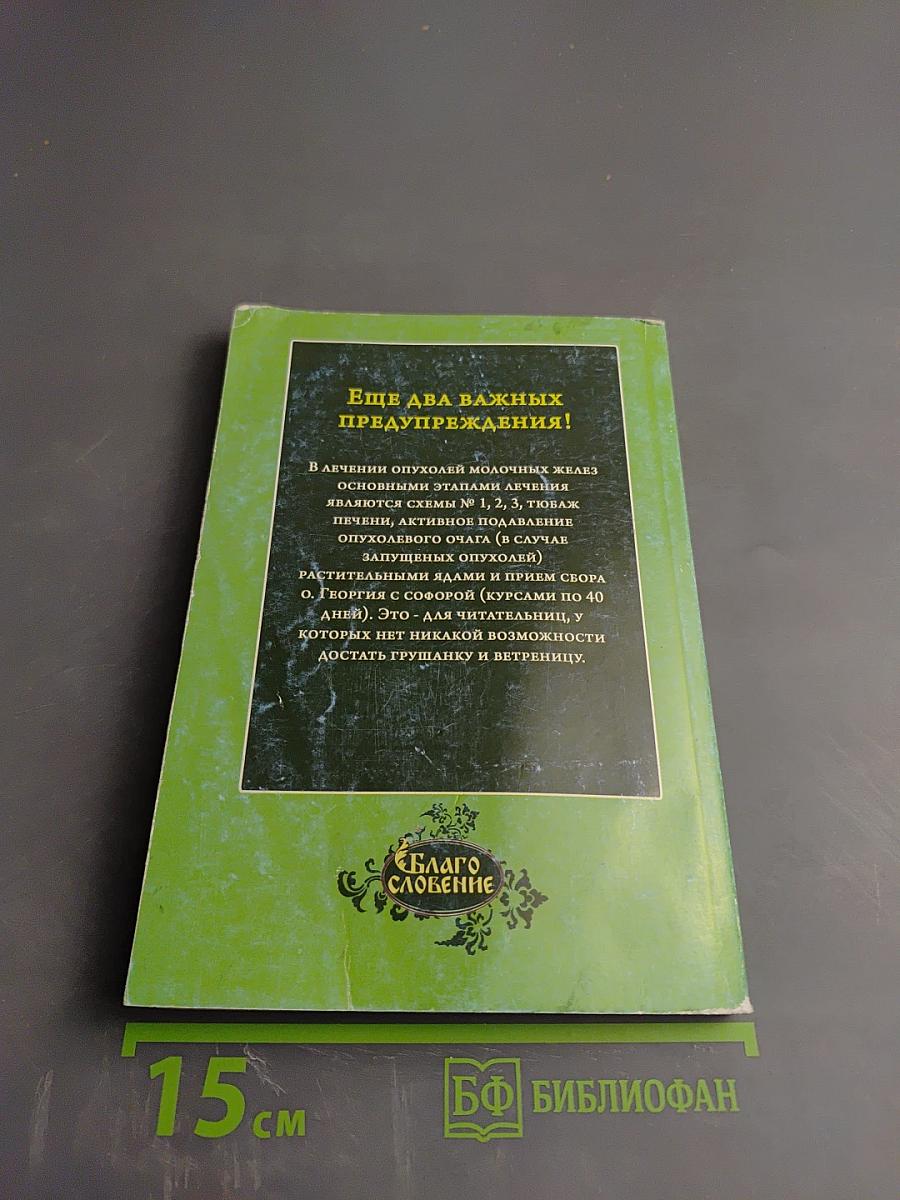 Еще два важных
предупреждения!
В лечении опухолей молочных желез
основными этапами лечения
являются схемы № 1, 2, 3, тюбаж
печени, активное подавление
опухолевого очага (в случае
запущеных опухолей)
растительными ядами и прием сбора
о. Георгия с софорой (курсами по 40
дней). Это - для читательниц, у
которых нет никакой возможности
достать грушанку и ветреницу.
Благо
словение
15 см
БФ БИБЛИОФАН